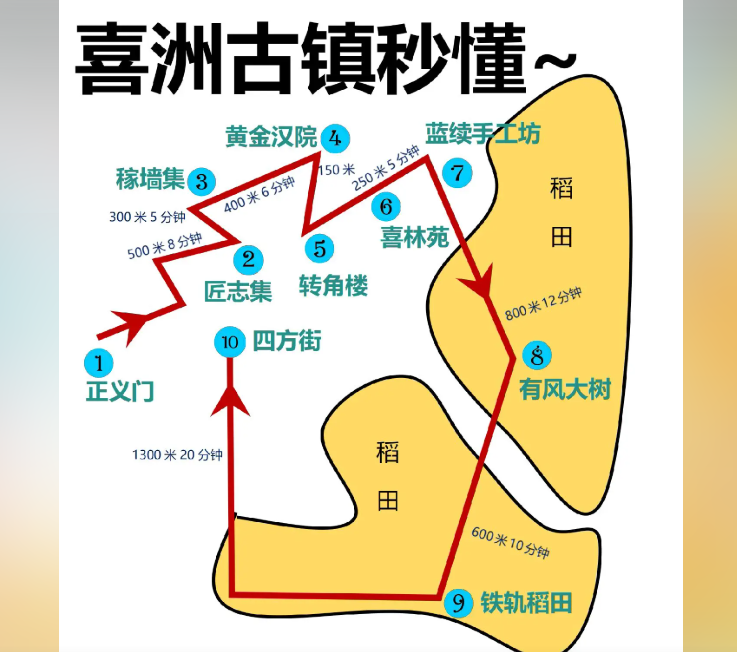 喜洲古镇秒懂~
黄金汉院
4
蓝续手工坊
7
稼墙集
3
400米6分钟
150米
250米5分钟
稻
田
300米5分钟
500米8分钟
2
匠志集
5
转角楼
6
喜林苑
800米12分钟
1
正义门
10
四方街
8
有风大树
1300米20分钟
稻
田
600米10分钟
9
铁轨稻田